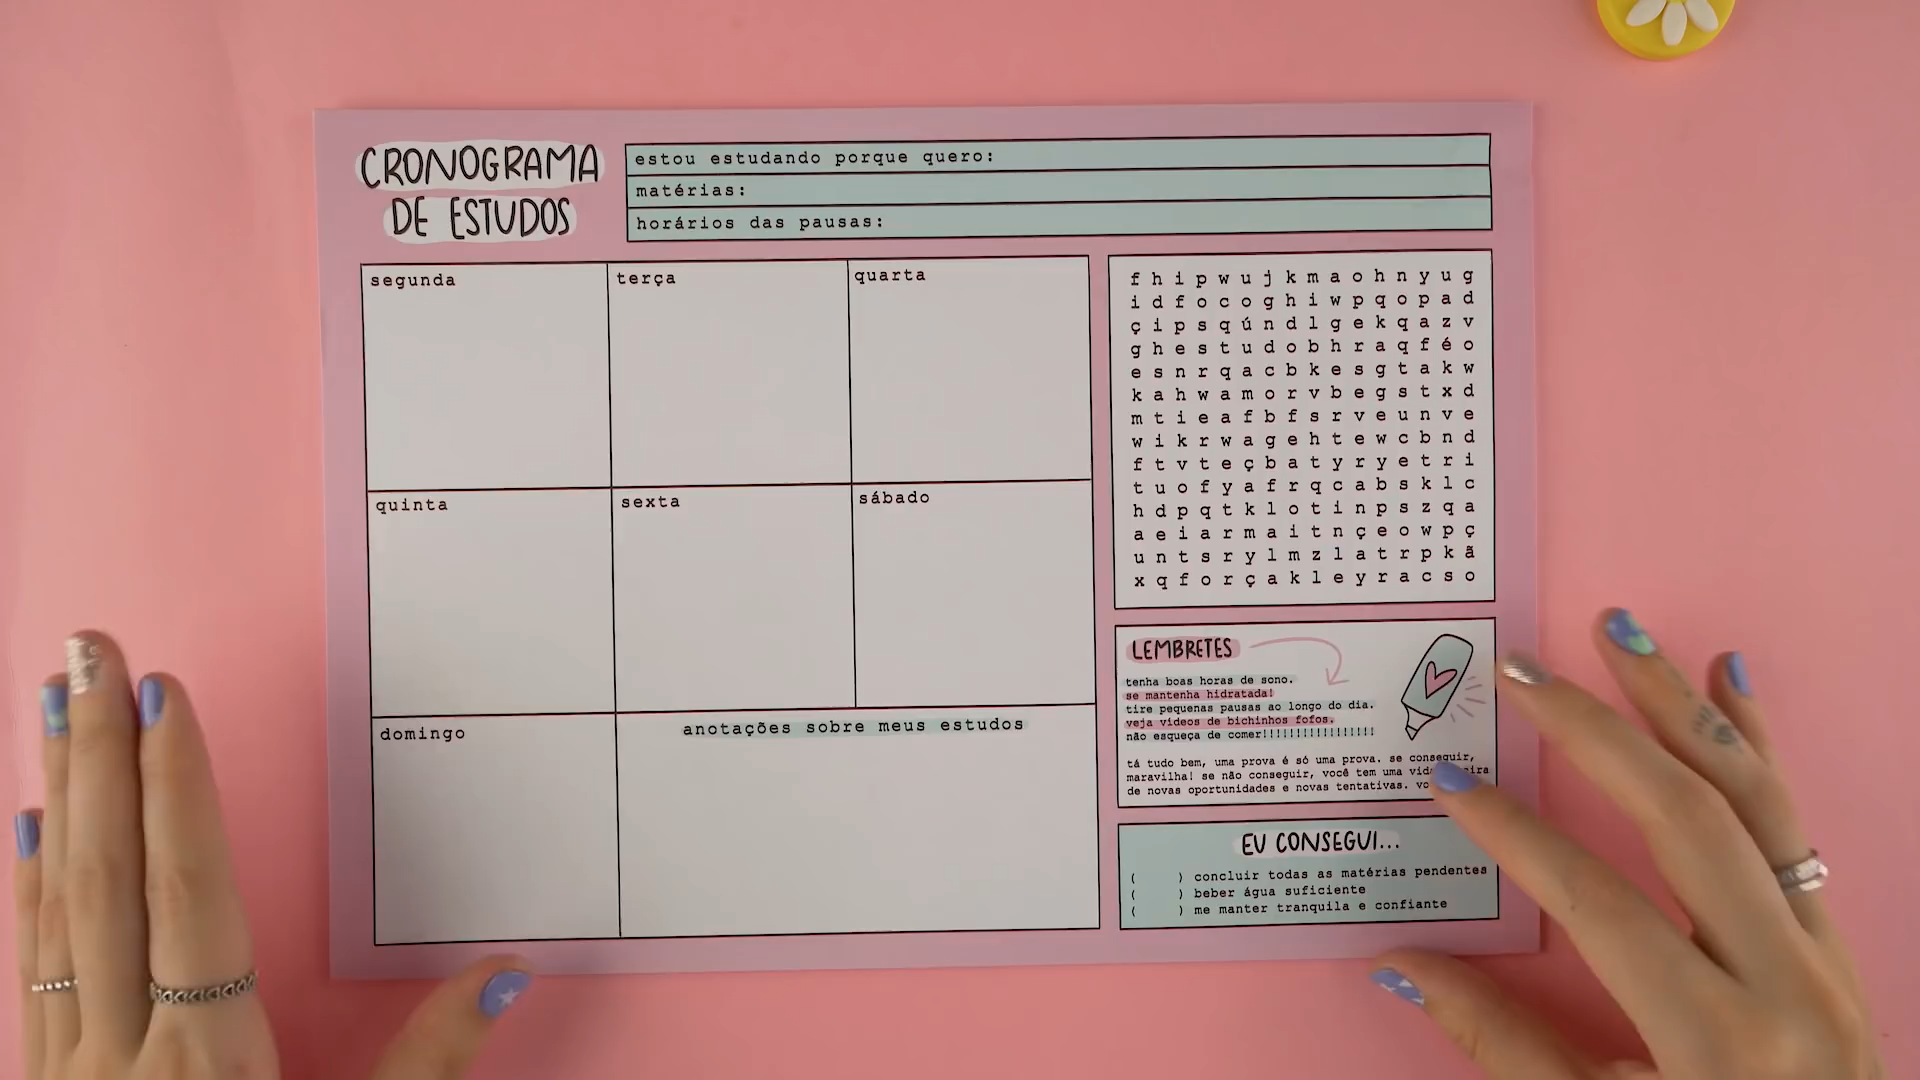 CRONOGRAMA
DE ESTUDOS
estou estudando porque quero:
matérias:
horários das pausas:
segunda
terça
quarta
quinta
sexta
sábado
domingo
anotações sobre meus estudos
f h i p w u j k m a o h n y u g
i d f o c o g h i w p q o p a d
ç i p s q ú n d l g e k q a z v
g h e s t u d o b h r a q f é o
e s n r q a c b k e s g t a k w
k a h w a m o r v b e g s t x d
m t i e a f b f s r v e u n v e
w i k r w a g e h t e w c b n d
f t v t e ç b a t y r y e t r i
t u o f y a f r q c a b s k l c
h d p q t k l o t i n p s z q a
a e i a r m a i t n ç e o w p ç
u n t s r y l m z l a t r p k ã
x q f o r ç a k l e y r a c s o
LEMBRETES
tenha boas horas de sono.
se mantenha hidratada!
tire pequenas pausas ao longo do dia.
veja vídeos de bichinhos fofos.
não esqueça de comer!!!!!!!!!!!!!!!!!
tá tudo bem, uma prova é só uma prova. se conseguir,
maravilha! se não conseguir, você tem uma
de novas oportunidades e novas tentativas.
EU CONSEGUI...
( ) concluir todas as matérias pendentes
( ) beber água suficiente
( ) me manter tranquila e confiante